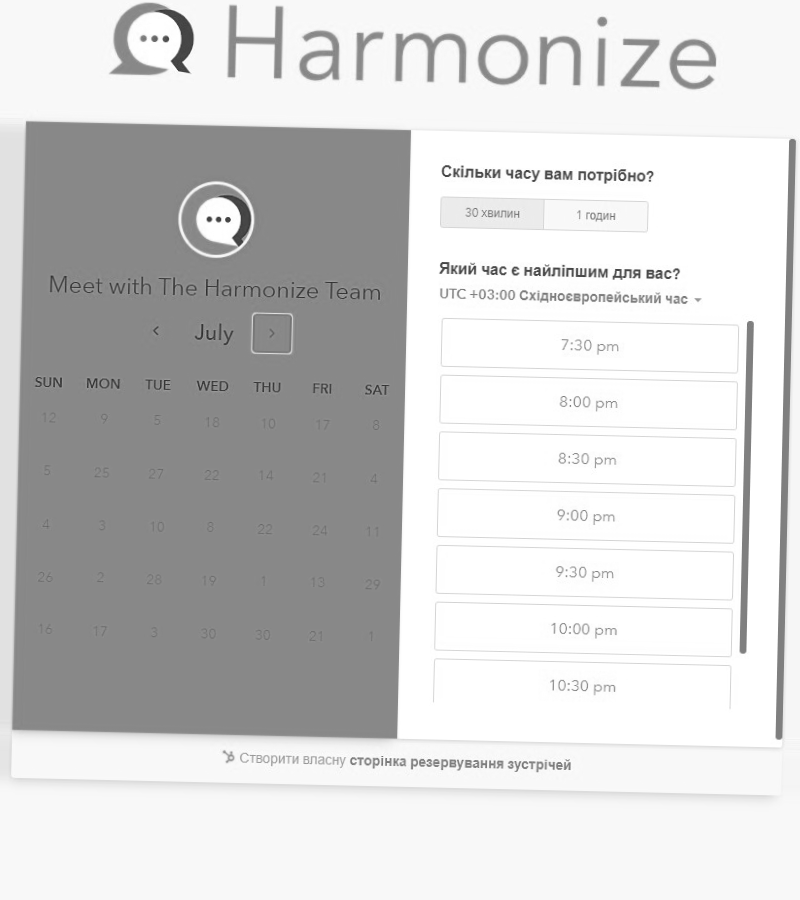 Harmonize
Meet with The Harmonize Team
July
SUN MON TUE WED THU FRI SAT
12 9 5 18 10 17 8
5 25 27 22 14 21 4
4 3 10 8 22 24 11
26 2 28 19 1 13 29
16 17 3 30 30 21 1
Скільки часу вам потрібно?
30 хвилин 1 годин
Який час є найліпшим для вас?
UTC +03:00 Східноєвропейський час
7:30 pm
8:00 pm
8:30 pm
9:00 pm
9:30 pm
10:00 pm
10:30 pm
Створити власну сторінка резервування зустрічей